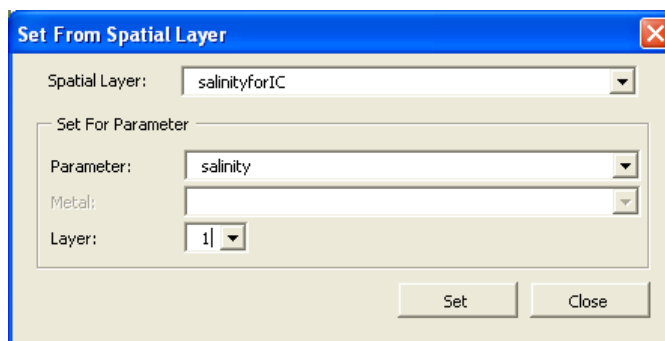 Set From Spatial Layer
Spatial Layer: salinityforIC
Set For Parameter
Parameter: salinity
Metal:
Layer: 1
Set Close